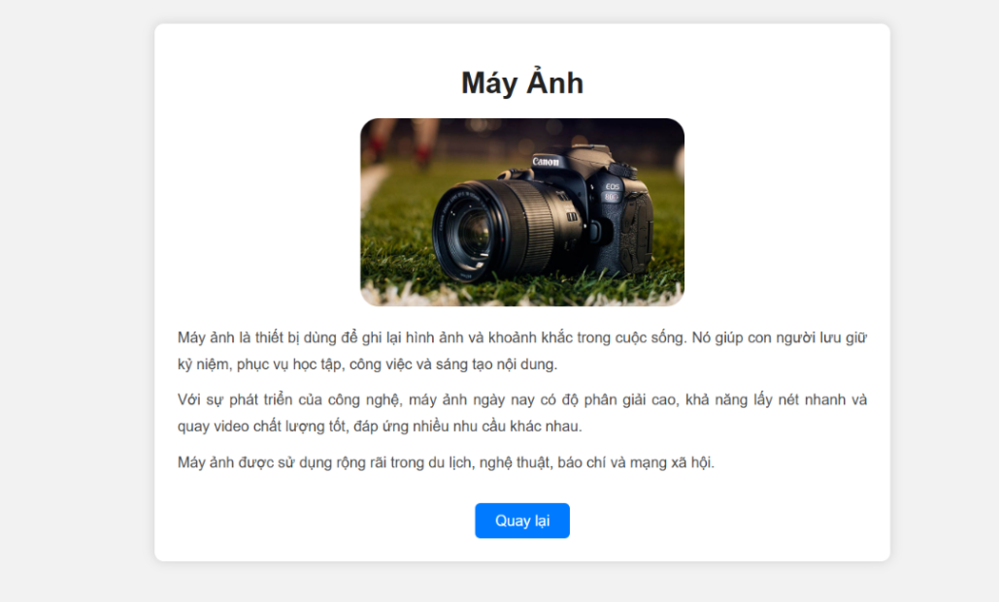 Máy Ảnh
Canon
EOS
Máy ảnh là thiết bị dùng để ghi lại hình ảnh và khoảnh khắc trong cuộc sống. Nó giúp con người lưu giữ
kỷ niệm, phục vụ học tập, công việc và sáng tạo nội dung.
Với sự phát triển của công nghệ, máy ảnh ngày nay có độ phân giải cao, khả năng lấy nét nhanh và
quay video chất lượng tốt, đáp ứng nhiều nhu cầu khác nhau.
Máy ảnh được sử dụng rộng rãi trong du lịch, nghệ thuật, báo chí và mạng xã hội.
Quay lại